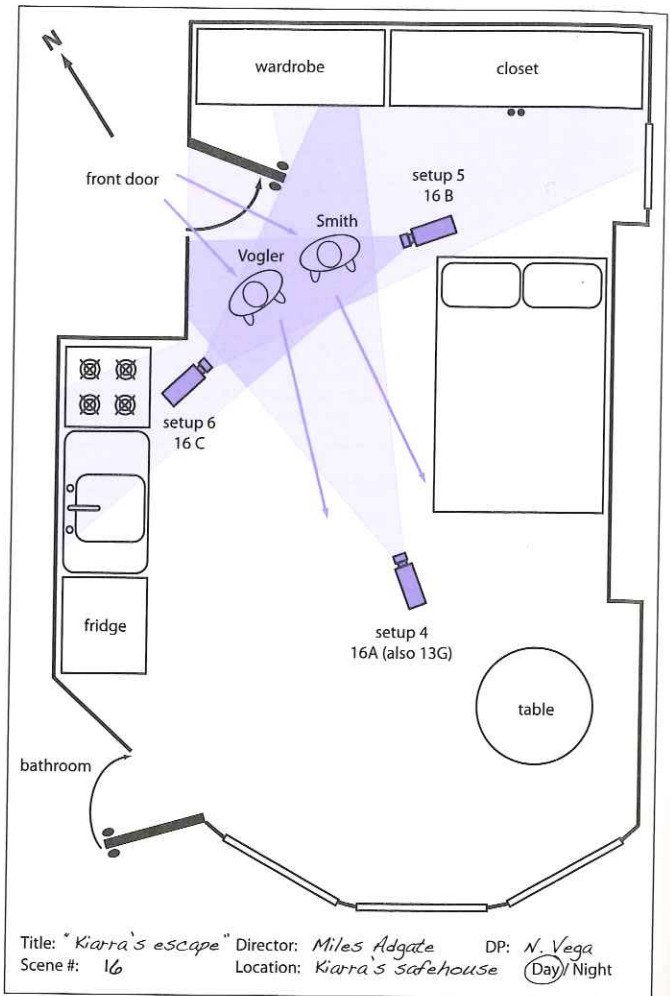 N
wardrobe
closet
front door
setup 5
16 B
Smith
Vogler
setup 6
16 C
fridge
setup 4
16A (also 13G)
table
bathroom
Title: "Kiarra's escape" Director: Miles Adgate DP: N. Vega
Scene #: 16 Location: Kiarra's safehouse Day/ Night